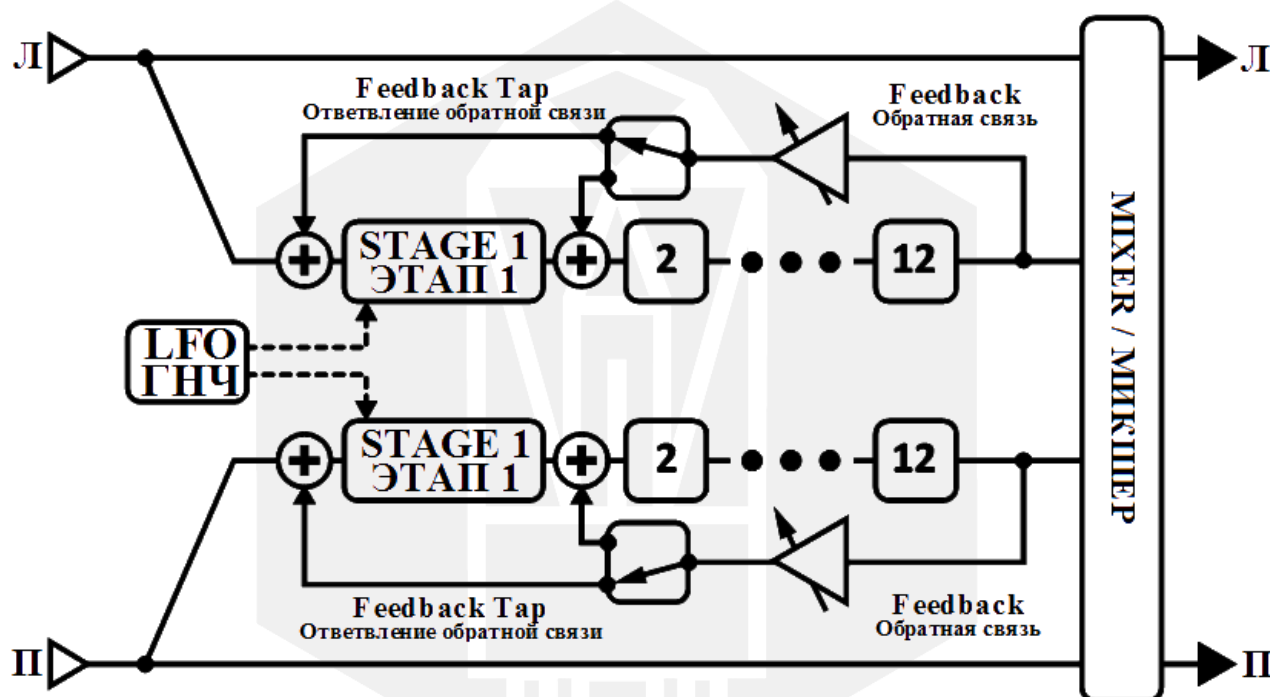 Л
Л
Feedback Tap
Ответвление обратной связи
Feedback
Обратная связь
STAGE 1
ЭТАП 1
2
12
LFO
ГНЧ
MIXER / МИКШЕР
STAGE 1
ЭТАП 1
2
12
Feedback Tap
Ответвление обратной связи
Feedback
Обратная связь
П
П